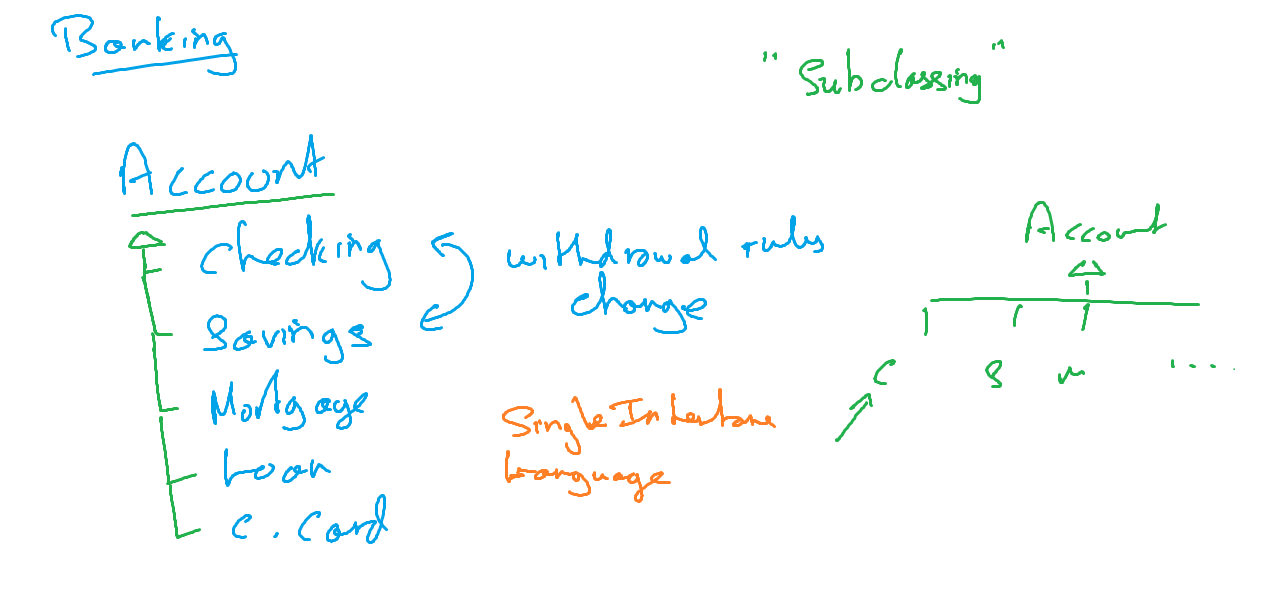 Banking
"Subclassing"
Account
Checking
withdrawal rules
change
Savings
Mortgage
Loan
C. Card
Single Inheritance
Language
Account
C S M ....